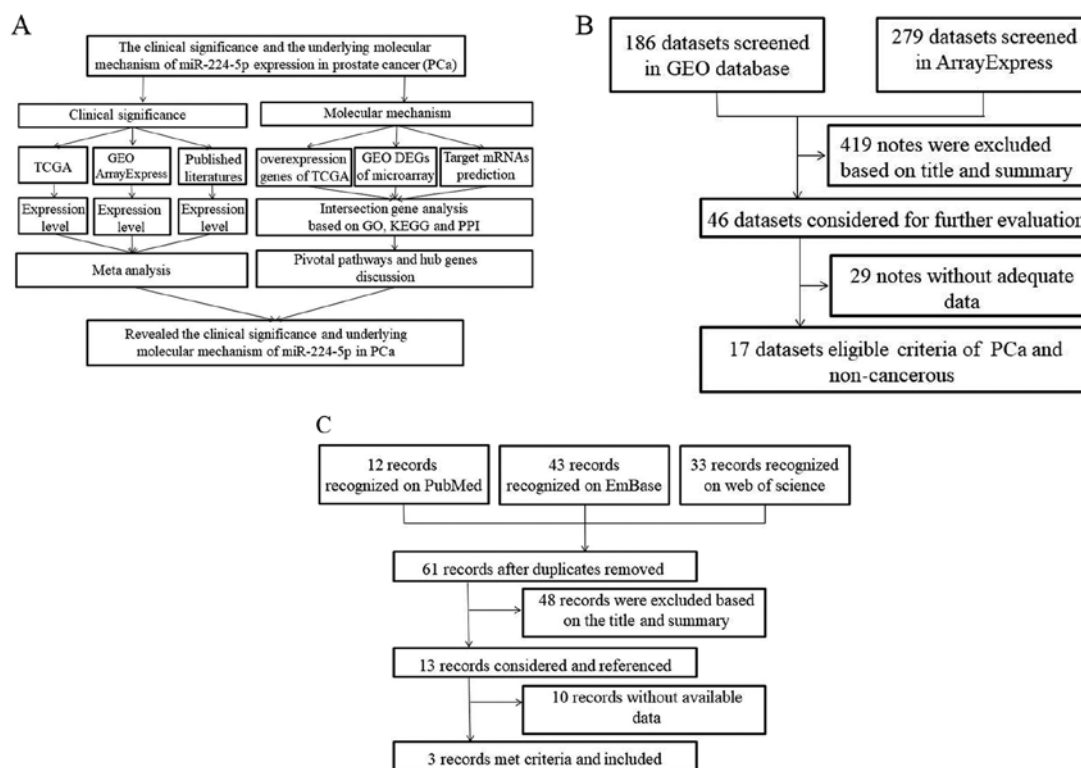 A
The clinical significance and the underlying molecular
mechanism of miR-224-5p expression in prostate cancer (PCa)
Clinical significance
Molecular mechanism
TCGA
GEO
ArrayExpress
Published
literatures
overexpression
genes of TCGA
GEO DEGs
of microarray
Target mRNAs
prediction
Expression
level
Expression
level
Expression
level
Intersection gene analysis
based on GO, KEGG and PPI
Meta analysis
Pivotal pathways and hub genes
discussion
Revealed the clinical significance and underlying
molecular mechanism of miR-224-5p in PCa
B
186 datasets screened
in GEO database
279 datasets screened
in ArrayExpress
419 notes were excluded
based on title and summary
46 datasets considered for further evaluation
29 notes without adequate
data
17 datasets eligible criteria of PCa and
non-cancerous
C
12 records
recognized on PubMed
43 records
recognized on EmBase
33 records recognized
on web of science
61 records after duplicates removed
48 records were excluded based
on the title and summary
13 records considered and referenced
10 records without available
data
3 records met criteria and included